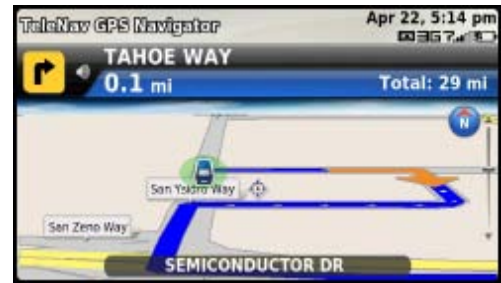 TeleNav GPS Navigator
Apr 22, 5:14 pm
3G
TAHOE WAY
0.1 mi
Total: 29 mi
N
San Ysidro Way
San Zeno Way
SEMICONDUCTOR DR